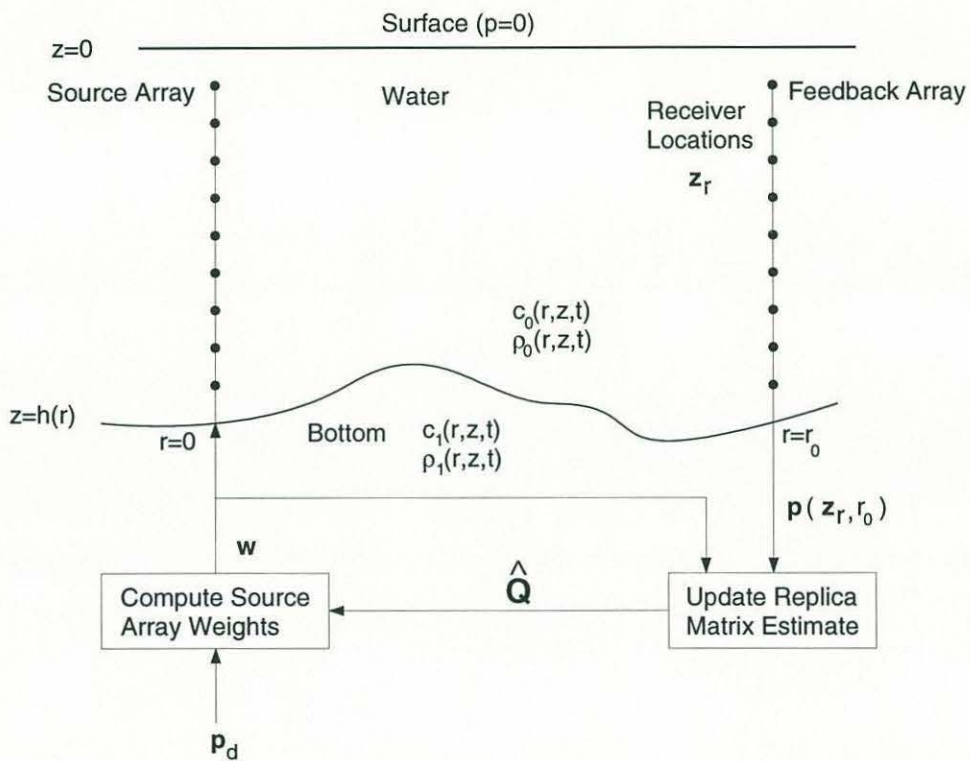 Surface (p=0)
z=0
Source Array
Water
Feedback Array
Receiver
Locations
z_r
c_0(r,z,t)
ρ_0(r,z,t)
z=h(r)
r=0
Bottom
c_1(r,z,t)
ρ_1(r,z,t)
r=r_0
p(z_r,r_0)
w
Q̂
Compute Source
Array Weights
Update Replica
Matrix Estimate
p_d